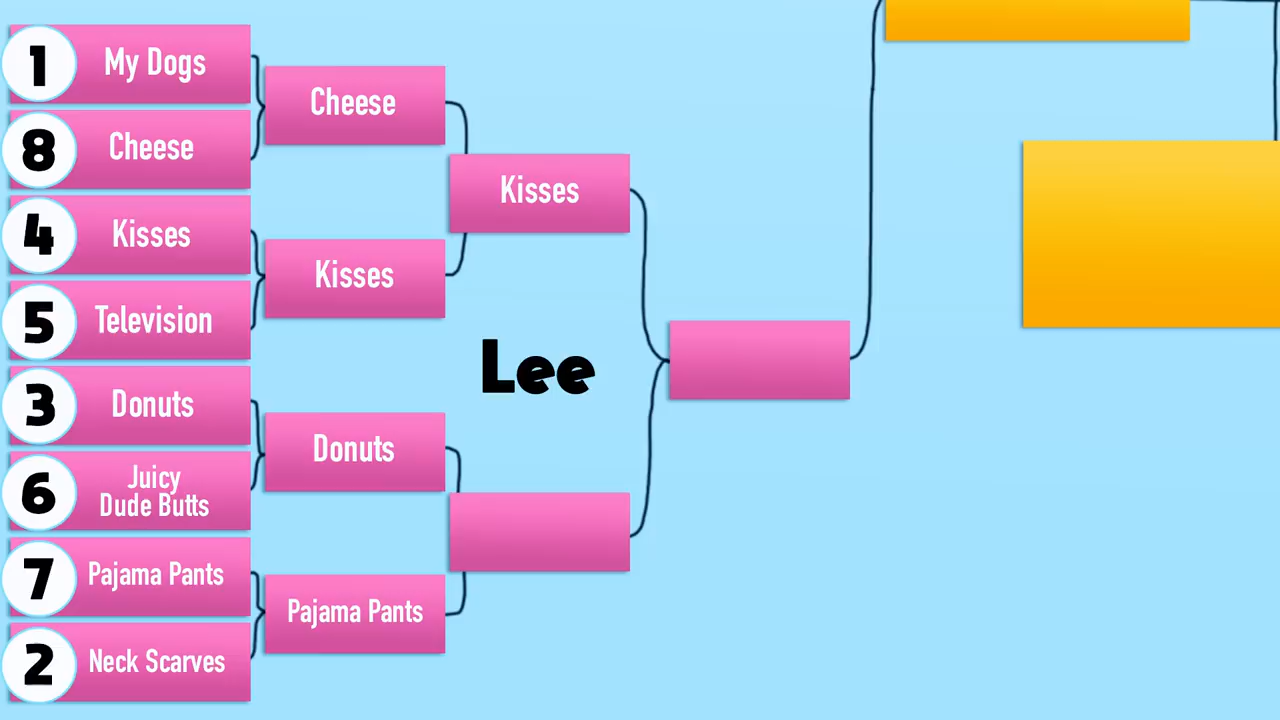 1
My Dogs
8
Cheese
4
Kisses
5
Television
3
Donuts
6
Juicy
Dude Butts
7
Pajama Pants
2
Neck Scarves
Cheese
Kisses
Donuts
Pajama Pants
Kisses
Lee